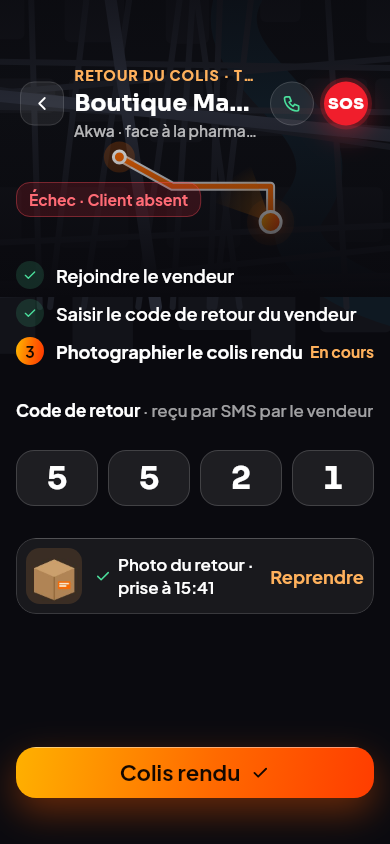 RETOUR DU COLIS · T…
Boutique Ma…
Akwa · face à la pharma…
SOS
Échec · Client absent
Rejoindre le vendeur
Saisir le code de retour du vendeur
3 Photographier le colis rendu En cours
Code de retour · reçu par SMS par le vendeur
5 5 2 1
Photo du retour ·
prise à 15:41
Reprendre
Colis rendu